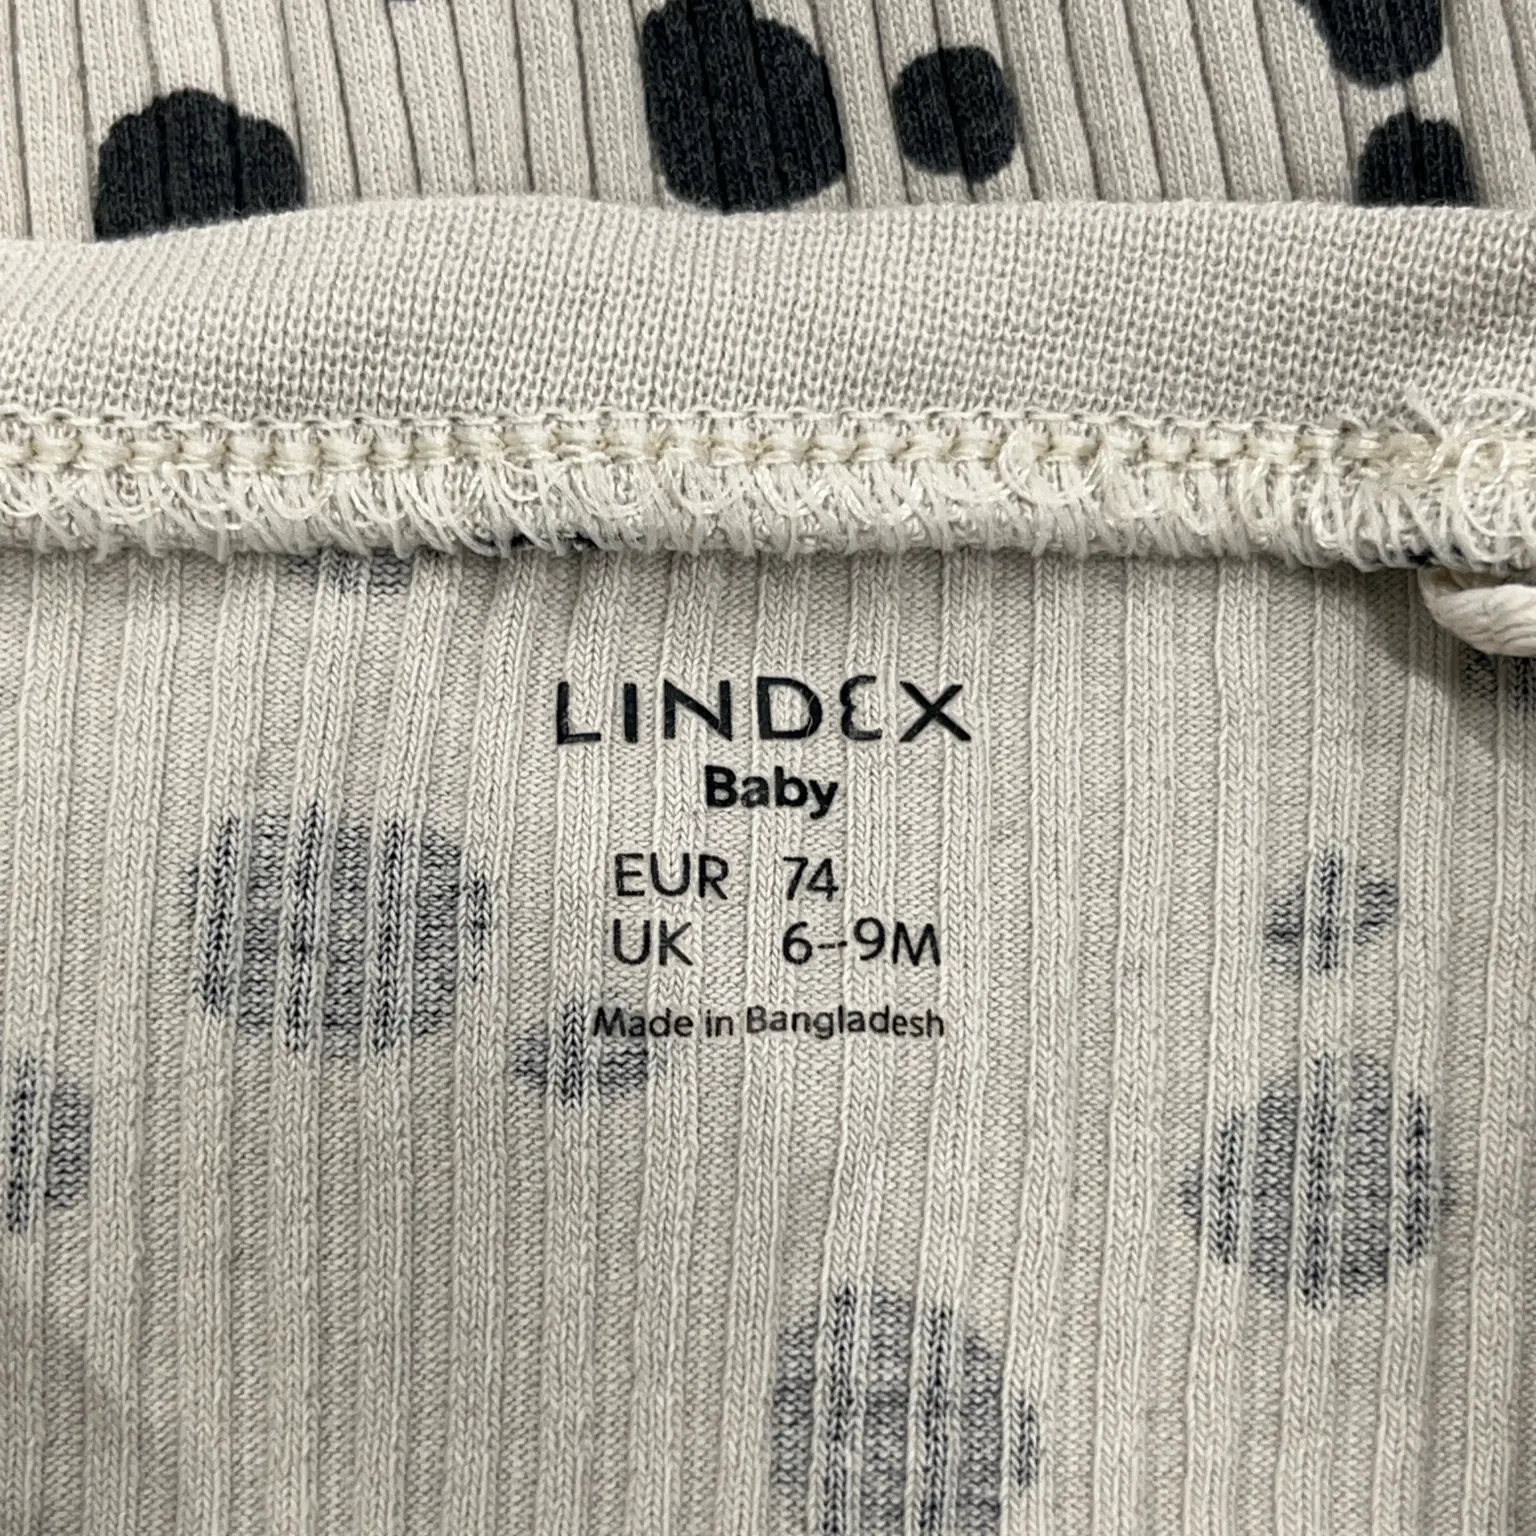 LINDEX
Baby
EUR 74
UK 6-9M
Made in Bangladesh